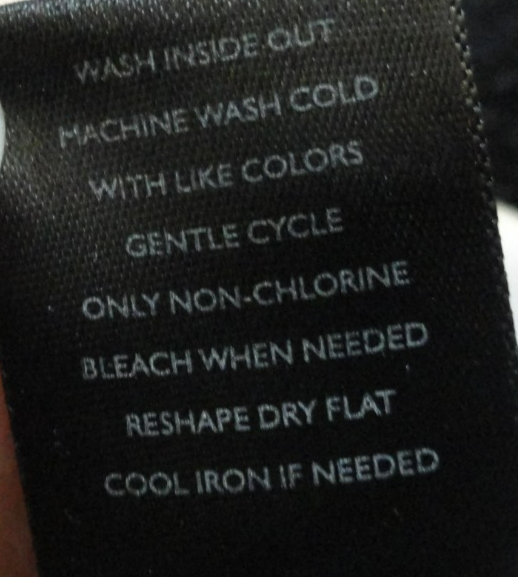 WASH INSIDE OUT
MACHINE WASH COLD
WITH LIKE COLORS
GENTLE CYCLE
ONLY NON-CHLORINE
BLEACH WHEN NEEDED
RESHAPE DRY FLAT
COOL IRON IF NEEDED